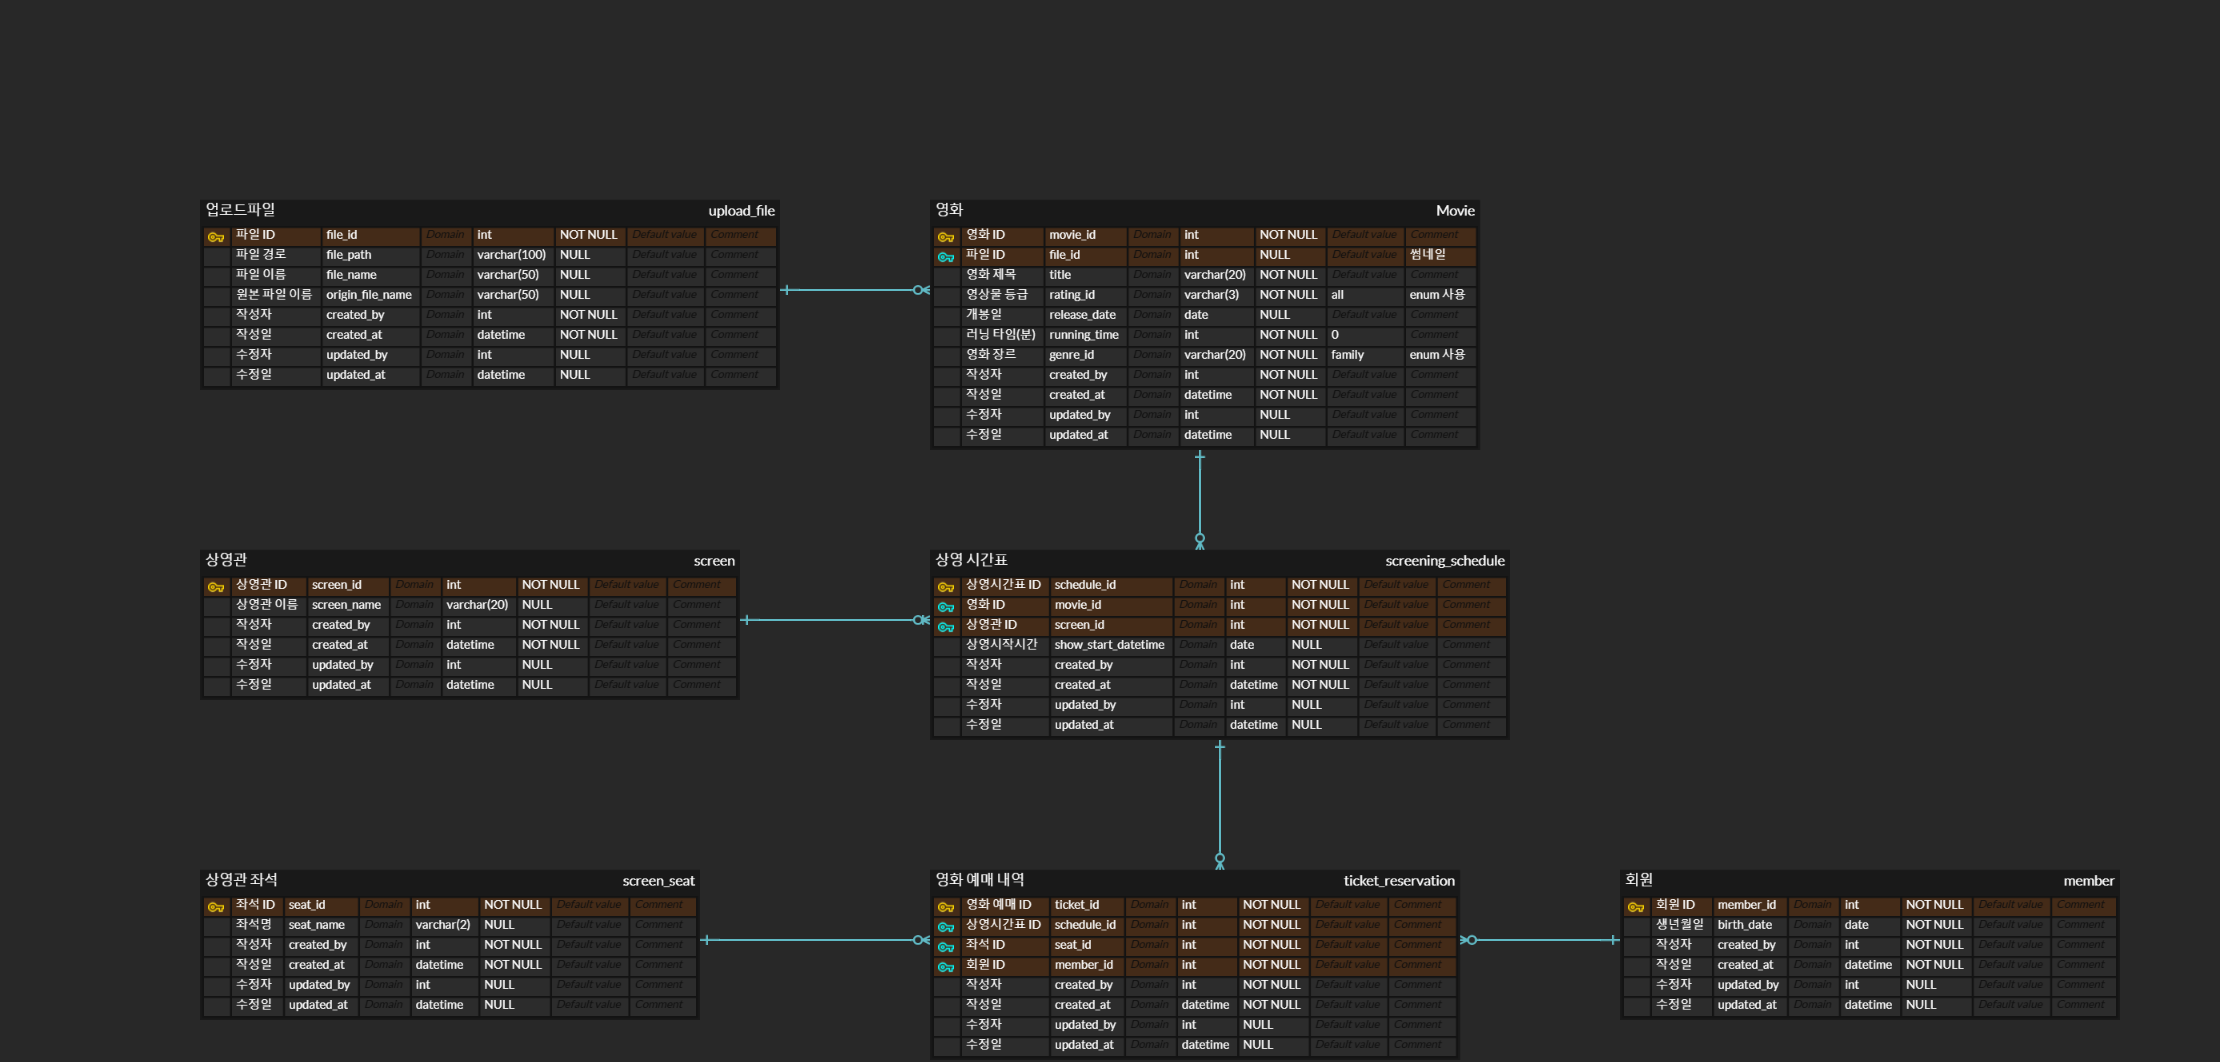 업로드파일 upload_file
파일 ID file_id Domain int NOT NULL Default value Comment
파일 경로 file_path Domain varchar(100) NULL Default value Comment
파일 이름 file_name Domain varchar(50) NULL Default value Comment
원본 파일 이름 origin_file_name Domain varchar(50) NULL Default value Comment
작성자 created_by Domain int NOT NULL Default value Comment
작성일 created_at Domain datetime NOT NULL Default value Comment
수정자 updated_by Domain int NULL Default value Comment
수정일 updated_at Domain datetime NULL Default value Comment
영화 Movie
영화 ID movie_id Domain int NOT NULL Default value Comment
파일 ID file_id Domain int NULL Default value 썸네일
영화 제목 title Domain varchar(20) NOT NULL Default value Comment
영상물 등급 rating_id Domain varchar(3) NOT NULL all enum 사용
개봉일 release_date Domain date NULL Default value Comment
러닝 타임(분) running_time Domain int NOT NULL 0 Comment
영화 장르 genre_id Domain varchar(20) NOT NULL family enum 사용
작성자 created_by Domain int NOT NULL Default value Comment
작성일 created_at Domain datetime NOT NULL Default value Comment
수정자 updated_by Domain int NULL Default value Comment
수정일 updated_at Domain datetime NULL Default value Comment
상영관 screen
상영관 ID screen_id Domain int NOT NULL Default value Comment
상영관 이름 screen_name Domain varchar(20) NULL Default value Comment
작성자 created_by Domain int NOT NULL Default value Comment
작성일 created_at Domain datetime NOT NULL Default value Comment
수정자 updated_by Domain int NULL Default value Comment
수정일 updated_at Domain datetime NULL Default value Comment
상영 시간표 screening_schedule
상영시간표 ID schedule_id Domain int NOT NULL Default value Comment
영화 ID movie_id Domain int NOT NULL Default value Comment
상영관 ID screen_id Domain int NOT NULL Default value Comment
상영시작시간 show_start_datetime Domain date NULL Default value Comment
작성자 created_by Domain int NOT NULL Default value Comment
작성일 created_at Domain datetime NOT NULL Default value Comment
수정자 updated_by Domain int NULL Default value Comment
수정일 updated_at Domain datetime NULL Default value Comment
상영관 좌석 screen_seat
좌석 ID seat_id Domain int NOT NULL Default value Comment
좌석명 seat_name Domain varchar(2) NULL Default value Comment
작성자 created_by Domain int NOT NULL Default value Comment
작성일 created_at Domain datetime NOT NULL Default value Comment
수정자 updated_by Domain int NULL Default value Comment
수정일 updated_at Domain datetime NULL Default value Comment
영화 예매 내역 ticket_reservation
영화 예매 ID ticket_id Domain int NOT NULL Default value Comment
상영시간표 ID schedule_id Domain int NOT NULL Default value Comment
좌석 ID seat_id Domain int NOT NULL Default value Comment
회원 ID member_id Domain int NOT NULL Default value Comment
작성자 created_by Domain int NOT NULL Default value Comment
작성일 created_at Domain datetime NOT NULL Default value Comment
수정자 updated_by Domain int NULL Default value Comment
수정일 updated_at Domain datetime NULL Default value Comment
회원 member
회원 ID member_id Domain int NOT NULL Default value Comment
생년월일 birth_date Domain date NOT NULL Default value Comment
작성자 created_by Domain int NOT NULL Default value Comment
작성일 created_at Domain datetime NOT NULL Default value Comment
수정자 updated_by Domain int NULL Default value Comment
수정일 updated_at Domain datetime NULL Default value Comment